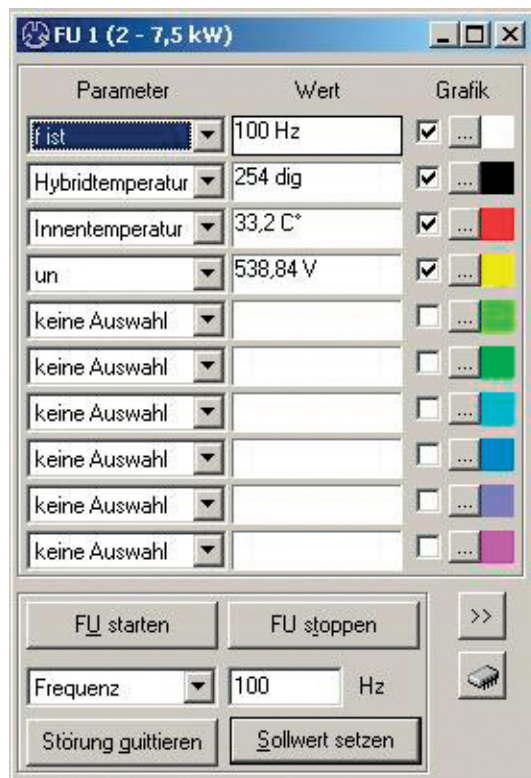 FU 1 (2 - 7,5 kW)
Parameter Wert Grafik
f ist 100 Hz ...
Hybridtemperatur 254 dig ...
Innentemperatur 33,2 C° ...
un 538,84 V ...
keine Auswahl ...
keine Auswahl ...
keine Auswahl ...
keine Auswahl ...
keine Auswahl ...
keine Auswahl ...
FU starten FU stoppen >>
Frequenz 100 Hz
Störung guittieren Sollwert setzen